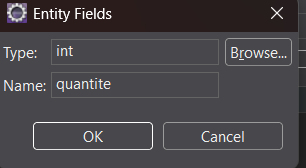 Entity Fields
Type: int Browse...
Name: quantite
OK Cancel